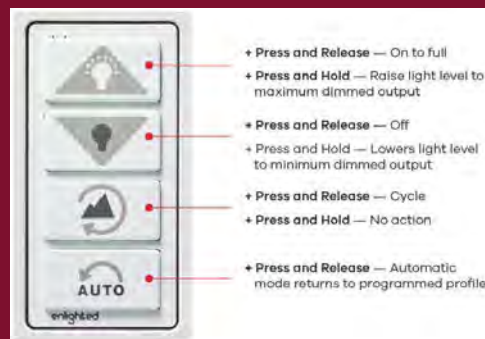 + Press and Release — On to full
+ Press and Hold — Raise light level to
maximum dimmed output
+ Press and Release — Off
+ Press and Hold — Lowers light level
to minimum dimmed output
+ Press and Release — Cycle
+ Press and Hold — No action
+ Press and Release — Automatic
mode returns to programmed profile
AUTO
enlighted